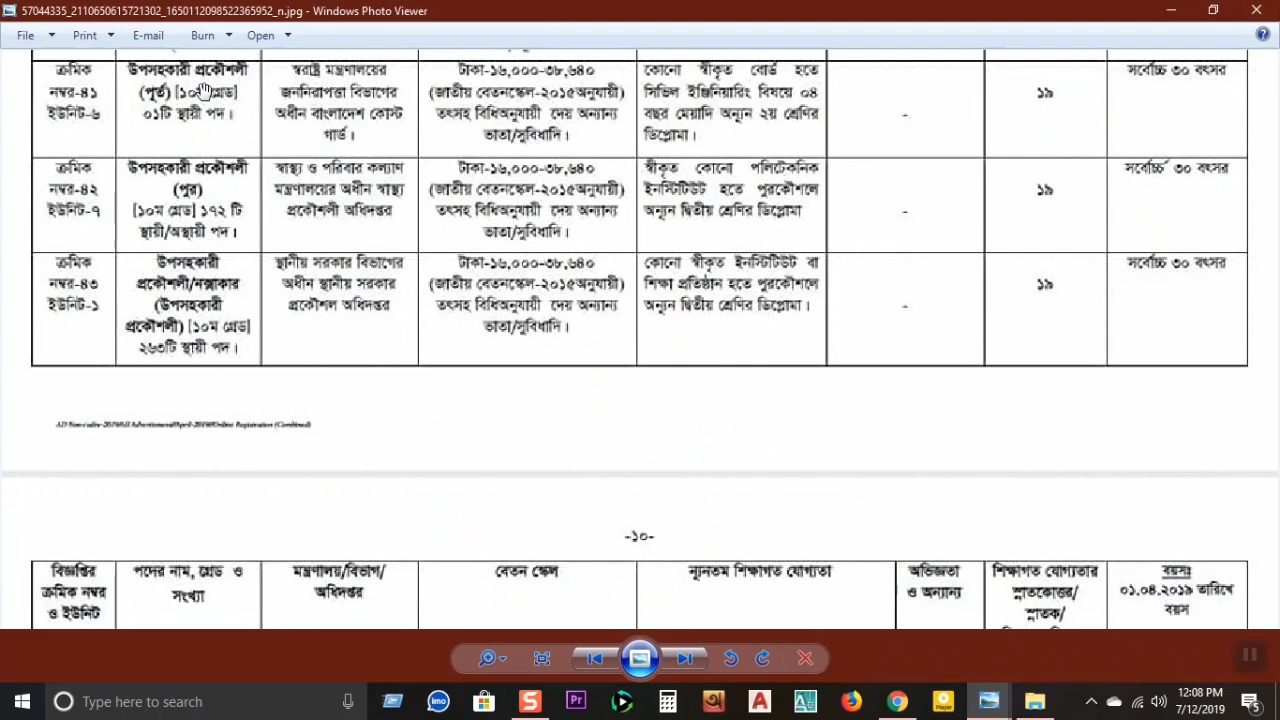 57044335_2110650615721302_1650112098522365952_n.jpg - Windows Photo Viewer
File Print E-mail Burn Open
ক্রমিক
নম্বর-৪১
ইউনিট-৬
উপসহকারী প্রকৌশলী
(পূর্ত) [১০ম গ্রেড]
০১টি স্থায়ী পদ।
স্বরাষ্ট্র মন্ত্রণালয়ের
জননিরাপত্তা বিভাগের
অধীন বাংলাদেশ কোস্ট
গার্ড।
টাকা-১৬,০০০-৩৮,৬৪০
(জাতীয় বেতনস্কেল-২০১৫অনুযায়ী)
তৎসহ বিধিঅনুযায়ী দেয় অন্যান্য
ভাতা/সুবিধাদি।
কোনো স্বীকৃত বোর্ড হতে
সিভিল ইঞ্জিনিয়ারিং বিষয়ে ০৪
বছর মেয়াদি অন্যূন ২য় শ্রেণির
ডিপ্লোমা।
-
১৯
সর্বোচ্চ ৩০ বৎসর
ক্রমিক
নম্বর-৪২
ইউনিট-৭
উপসহকারী প্রকৌশলী
(পুর)
[১০ম গ্রেড] ১৭২ টি
স্থায়ী/অস্থায়ী পদ।
স্বাস্থ্য ও পরিবার কল্যাণ
মন্ত্রণালয়ের অধীন স্বাস্থ্য
প্রকৌশলী অধিদপ্তর
টাকা-১৬,০০০-৩৮,৬৪০
(জাতীয় বেতনস্কেল-২০১৫অনুযায়ী)
তৎসহ বিধিঅনুযায়ী দেয় অন্যান্য
ভাতা/সুবিধাদি।
স্বীকৃত কোনো পলিটেকনিক
ইনস্টিটিউট হতে পুরকৌশলে
অন্যূন দ্বিতীয় শ্রেণির ডিপ্লোমা
-
১৯
সর্বোচ্চ ৩০ বৎসর
ক্রমিক
নম্বর-৪৩
ইউনিট-১
উপসহকারী
প্রকৌশলী/নক্সাকার
(উপসহকারী
প্রকৌশলী) [১০ম গ্রেড]
২৬৩টি স্থায়ী পদ।
স্থানীয় সরকার বিভাগের
অধীন স্থানীয় সরকার
প্রকৌশল অধিদপ্তর
টাকা-১৬,০০০-৩৮,৬৪০
(জাতীয় বেতনস্কেল-২০১৫অনুযায়ী)
তৎসহ বিধিঅনুযায়ী দেয় অন্যান্য
ভাতা/সুবিধাদি।
কোনো স্বীকৃত ইনস্টিটিউট বা
শিক্ষা প্রতিষ্ঠান হতে পুরকৌশলে
অন্যূন দ্বিতীয় শ্রেণির ডিপ্লোমা।
-
১৯
সর্বোচ্চ ৩০ বৎসর
-১০-
বিজ্ঞপ্তির
ক্রমিক নম্বর
ও ইউনিট
পদের নাম, গ্রেড ও
সংখ্যা
মন্ত্রণালয়/বিভাগ/
অধিদপ্তর
বেতন স্কেল
ন্যূনতম শিক্ষাগত যোগ্যতা
অভিজ্ঞতা
ও অন্যান্য
শিক্ষাগত যোগ্যতার
স্নাতকোত্তর/
স্নাতক/
বয়সঃ
০১.০৪.২০১৯ তারিখে
বয়স
Type here to search
12:08 PM
7/12/2019